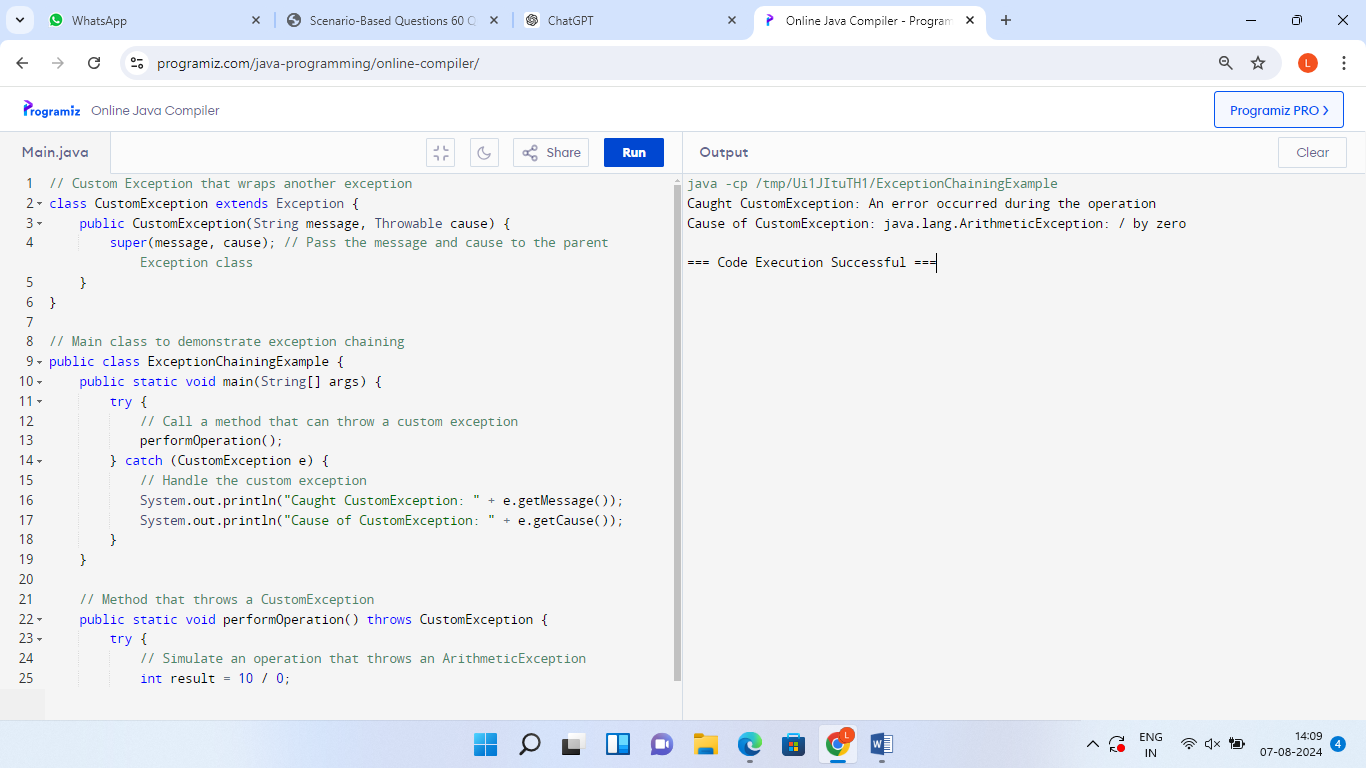 WhatsApp
Scenario-Based Questions 60 Q
ChatGPT
Online Java Compiler - Program
programiz.com/java-programming/online-compiler/
L
Programiz Online Java Compiler
Programiz PRO
Main.java
Share
Run
Output
Clear
1 // Custom Exception that wraps another exception
2 class CustomException extends Exception {
3 public CustomException(String message, Throwable cause) {
4 super(message, cause); // Pass the message and cause to the parent
Exception class
5 }
6 }
7
8 // Main class to demonstrate exception chaining
9 public class ExceptionChainingExample {
10 public static void main(String[] args) {
11 try {
12 // Call a method that can throw a custom exception
13 performOperation();
14 } catch (CustomException e) {
15 // Handle the custom exception
16 System.out.println("Caught CustomException: " + e.getMessage());
17 System.out.println("Cause of CustomException: " + e.getCause());
18 }
19 }
20
21 // Method that throws a CustomException
22 public static void performOperation() throws CustomException {
23 try {
24 // Simulate an operation that throws an ArithmeticException
25 int result = 10 / 0;
java -cp /tmp/Ui1JItuTH1/ExceptionChainingExample
Caught CustomException: An error occurred during the operation
Cause of CustomException: java.lang.ArithmeticException: / by zero
=== Code Execution Successful ===
L
ENG
IN
14:09
07-08-2024
4